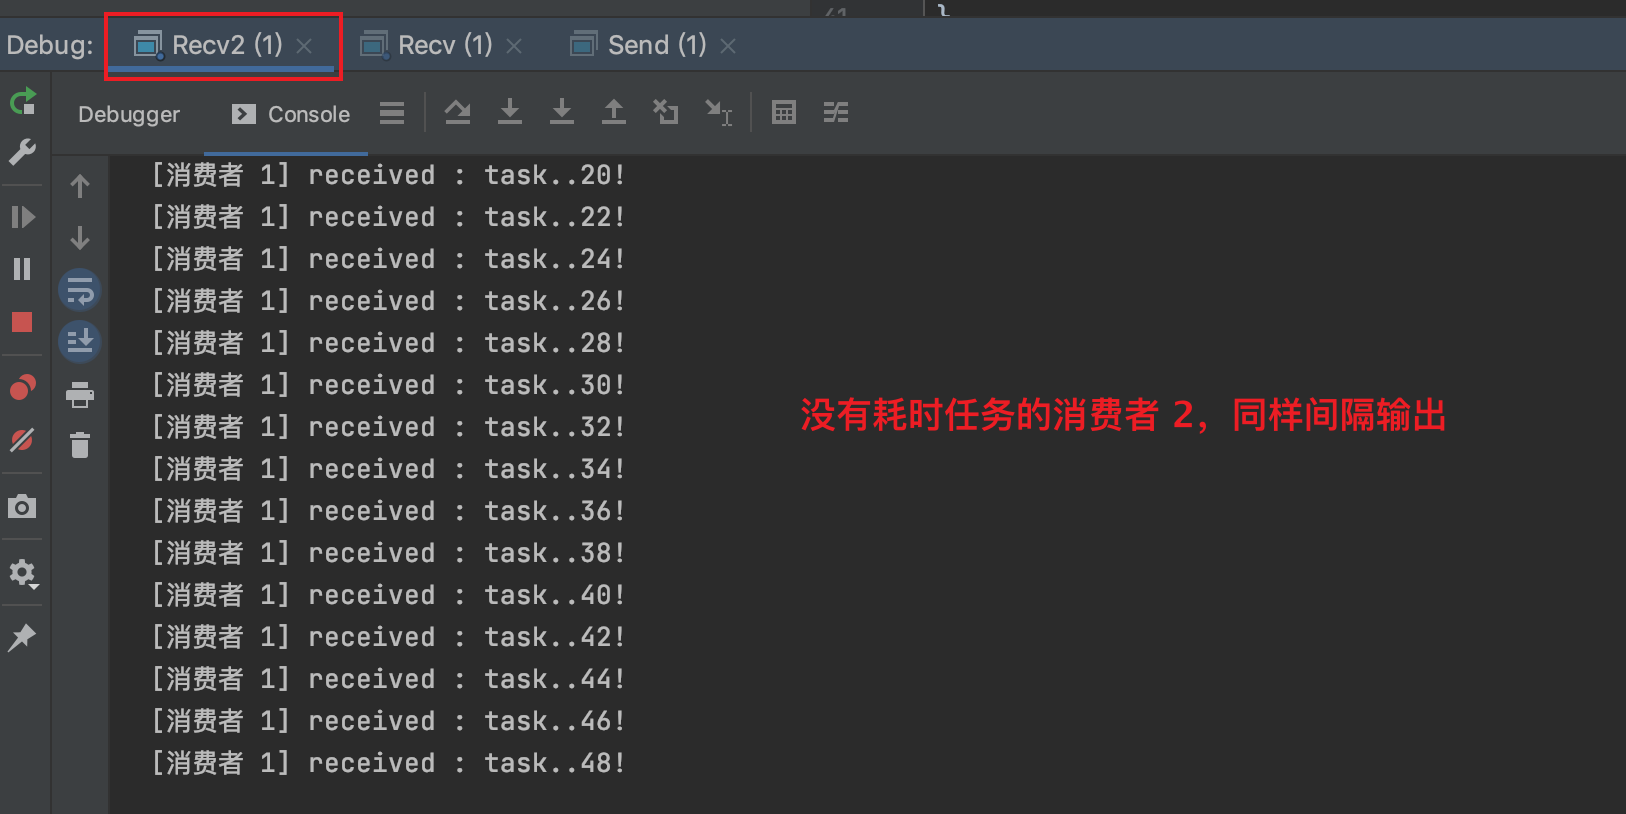 41 }
Debug: Recv2 (1) Recv (1) Send (1)
Debugger Console
[消费者 1] received : task..20!
[消费者 1] received : task..22!
[消费者 1] received : task..24!
[消费者 1] received : task..26!
[消费者 1] received : task..28!
[消费者 1] received : task..30!
[消费者 1] received : task..32!
[消费者 1] received : task..34!
[消费者 1] received : task..36!
[消费者 1] received : task..38!
[消费者 1] received : task..40!
[消费者 1] received : task..42!
[消费者 1] received : task..44!
[消费者 1] received : task..46!
[消费者 1] received : task..48!
没有耗时任务的消费者 2，同样间隔输出